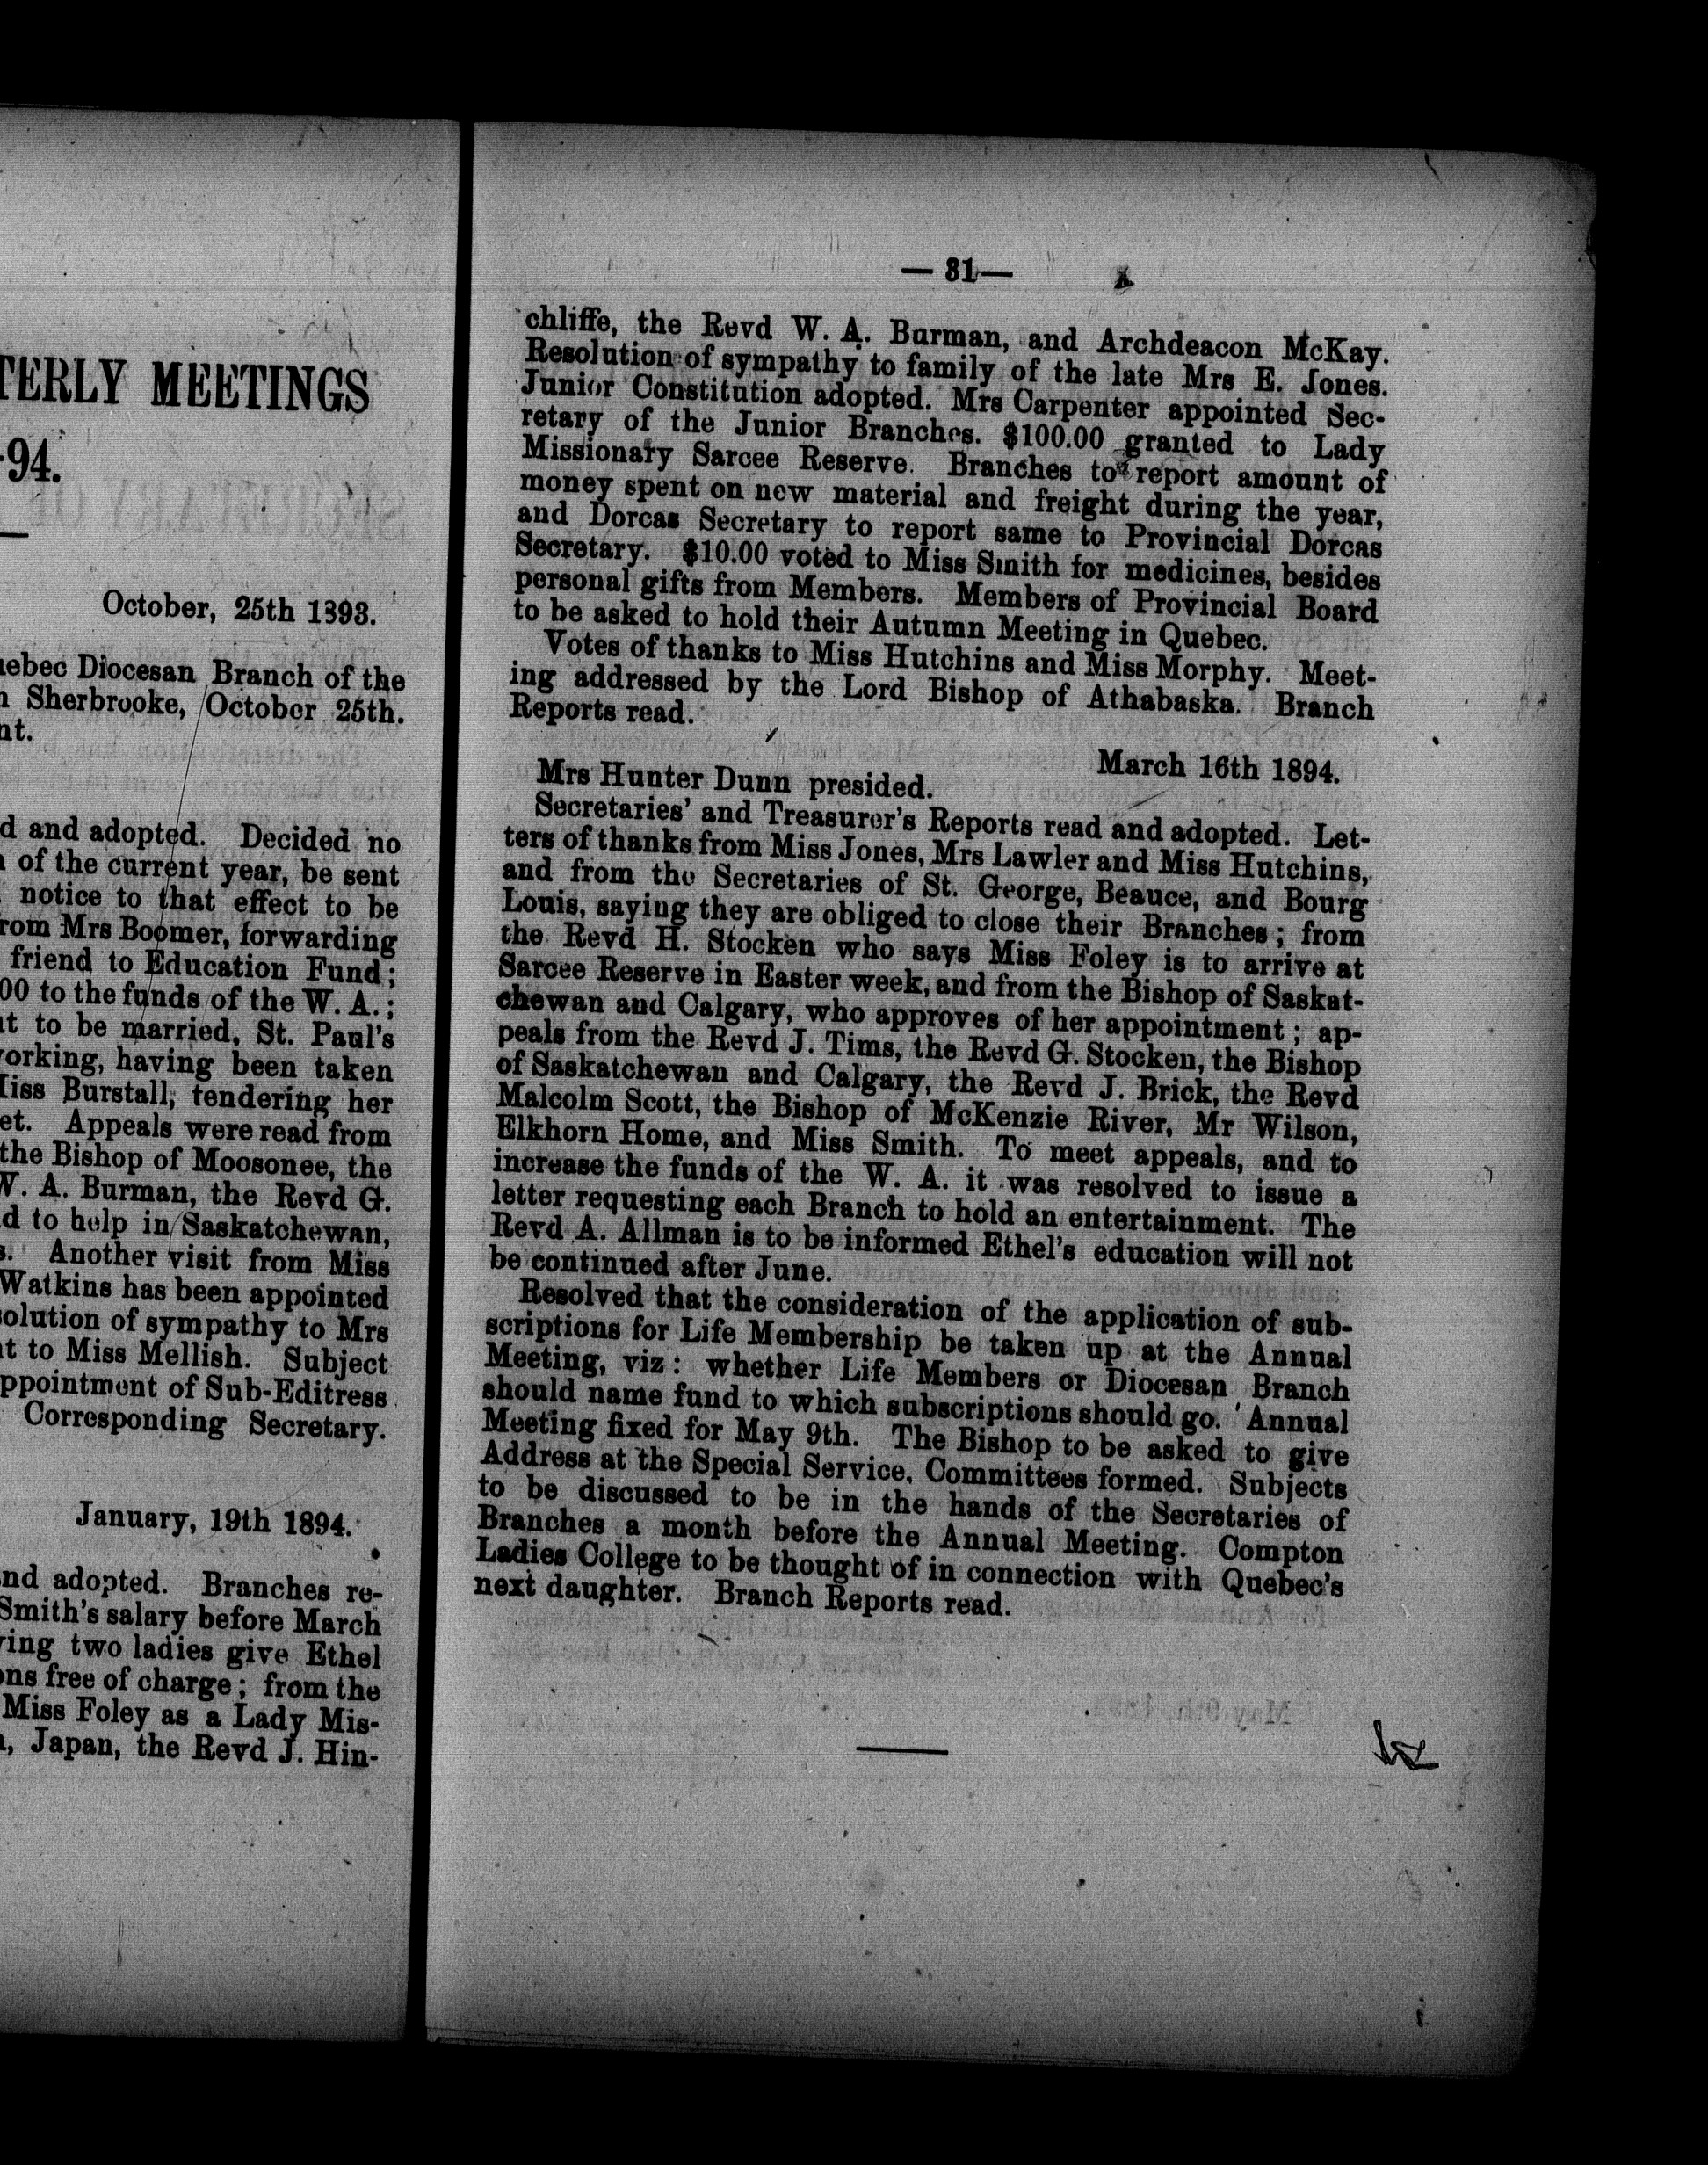 TERLY MEETINGS
94.
October, 25th 1393.
uebec Diocesan Branch of the
Sherbrooke, October 25th.
nt.
d and adopted. Decided no
of the current year, be sent
notice to that effect to be
rom Mrs Boomer, forwarding
friend to Education Fund;
00 to the funds of the W. A.;
t to be married, St. Paul's
orking, having been taken
Miss Burstall, tendering her
et. Appeals were read from
the Bishop of Moosonee, the
W. A. Burman, the Revd G.
d to help in Saskatchewan,
s. Another visit from Miss
Watkins has been appointed
solution of sympathy to Mrs
t to Miss Mellish. Subject
ppointment of Sub-Editress
Corresponding Secretary.
January, 19th 1894.
nd adopted. Branches re-
Smith's salary before March
ing two ladies give Ethel
ons free of charge; from the
Miss Foley as a Lady Mis-
, Japan, the Revd J. Hin-
— 31 —
chliffe, the Revd W. A. Burman, and Archdeacon McKay.
Resolution of sympathy to family of the late Mrs E. Jones.
Junior Constitution adopted. Mrs Carpenter appointed Sec-
retary of the Junior Branches. $100.00 granted to Lady
Missionary Sarcee Reserve. Branches to report amount of
money spent on new material and freight during the year,
and Dorcas Secretary to report same to Provincial Dorcas
Secretary. $10.00 voted to Miss Smith for medicines, besides
personal gifts from Members. Members of Provincial Board
to be asked to hold their Autumn Meeting in Quebec.
Votes of thanks to Miss Hutchins and Miss Morphy. Meet-
ing addressed by the Lord Bishop of Athabaska. Branch
Reports read.
March 16th 1894.
Mrs Hunter Dunn presided.
Secretaries' and Treasurer's Reports read and adopted. Let-
ters of thanks from Miss Jones, Mrs Lawler and Miss Hutchins,
and from the Secretaries of St. George, Beauce, and Bourg
Louis, saying they are obliged to close their Branches; from
the Revd H. Stocken who says Miss Foley is to arrive at
Sarcee Reserve in Easter week, and from the Bishop of Saskat-
chewan and Calgary, who approves of her appointment; ap-
peals from the Revd J. Tims, the Revd G. Stocken, the Bishop
of Saskatchewan and Calgary, the Revd J. Brick, the Revd
Malcolm Scott, the Bishop of McKenzie River, Mr Wilson,
Elkhorn Home, and Miss Smith. To meet appeals, and to
increase the funds of the W. A. it was resolved to issue a
letter requesting each Branch to hold an entertainment. The
Revd A. Allman is to be informed Ethel's education will not
be continued after June.
Resolved that the consideration of the application of sub-
scriptions for Life Membership be taken up at the Annual
Meeting, viz: whether Life Members or Diocesan Branch
should name fund to which subscriptions should go. Annual
Meeting fixed for May 9th. The Bishop to be asked to give
Address at the Special Service, Committees formed. Subjects
to be discussed to be in the hands of the Secretaries of
Branches a month before the Annual Meeting. Compton
Ladies College to be thought of in connection with Quebec's
next daughter. Branch Reports read.